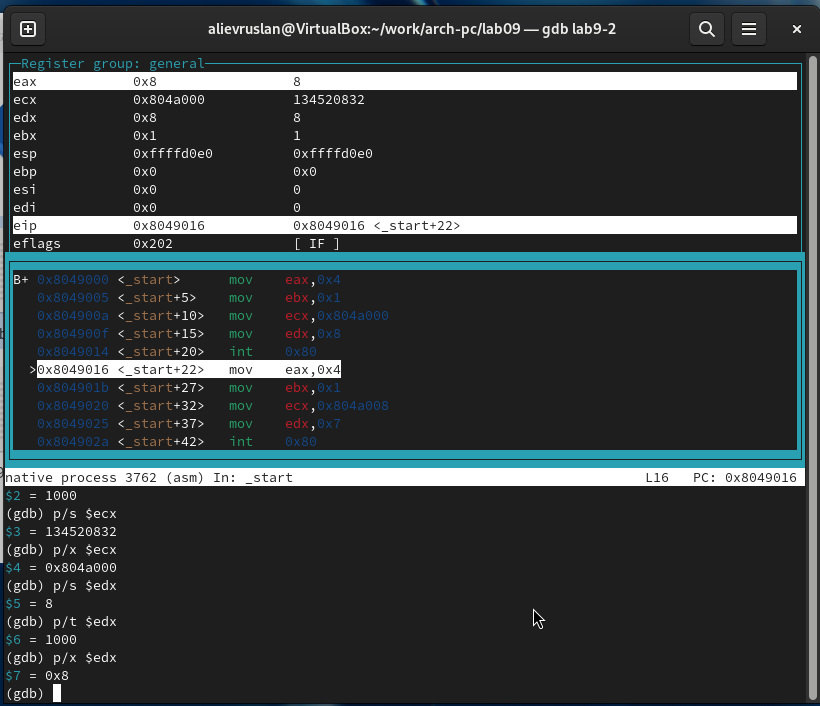 alievruslan@VirtualBox:~/work/arch-pc/lab09 — gdb lab9-2
Register group: general
eax 0x8 8
ecx 0x804a000 134520832
edx 0x8 8
ebx 0x1 1
esp 0xffffd0e0 0xffffd0e0
ebp 0x0 0x0
esi 0x0 0
edi 0x0 0
eip 0x8049016 0x8049016 <_start+22>
eflags 0x202 [ IF ]
B+ 0x8049000 <_start> mov eax,0x4
0x8049005 <_start+5> mov ebx,0x1
0x804900a <_start+10> mov ecx,0x804a000
0x804900f <_start+15> mov edx,0x8
0x8049014 <_start+20> int 0x80
>0x8049016 <_start+22> mov eax,0x4
0x804901b <_start+27> mov ebx,0x1
0x8049020 <_start+32> mov ecx,0x804a008
0x8049025 <_start+37> mov edx,0x7
0x804902a <_start+42> int 0x80
native process 3762 (asm) In: _start L16 PC: 0x8049016
$2 = 1000
(gdb) p/s $ecx
$3 = 134520832
(gdb) p/x $ecx
$4 = 0x804a000
(gdb) p/s $edx
$5 = 8
(gdb) p/t $edx
$6 = 1000
(gdb) p/x $edx
$7 = 0x8
(gdb)